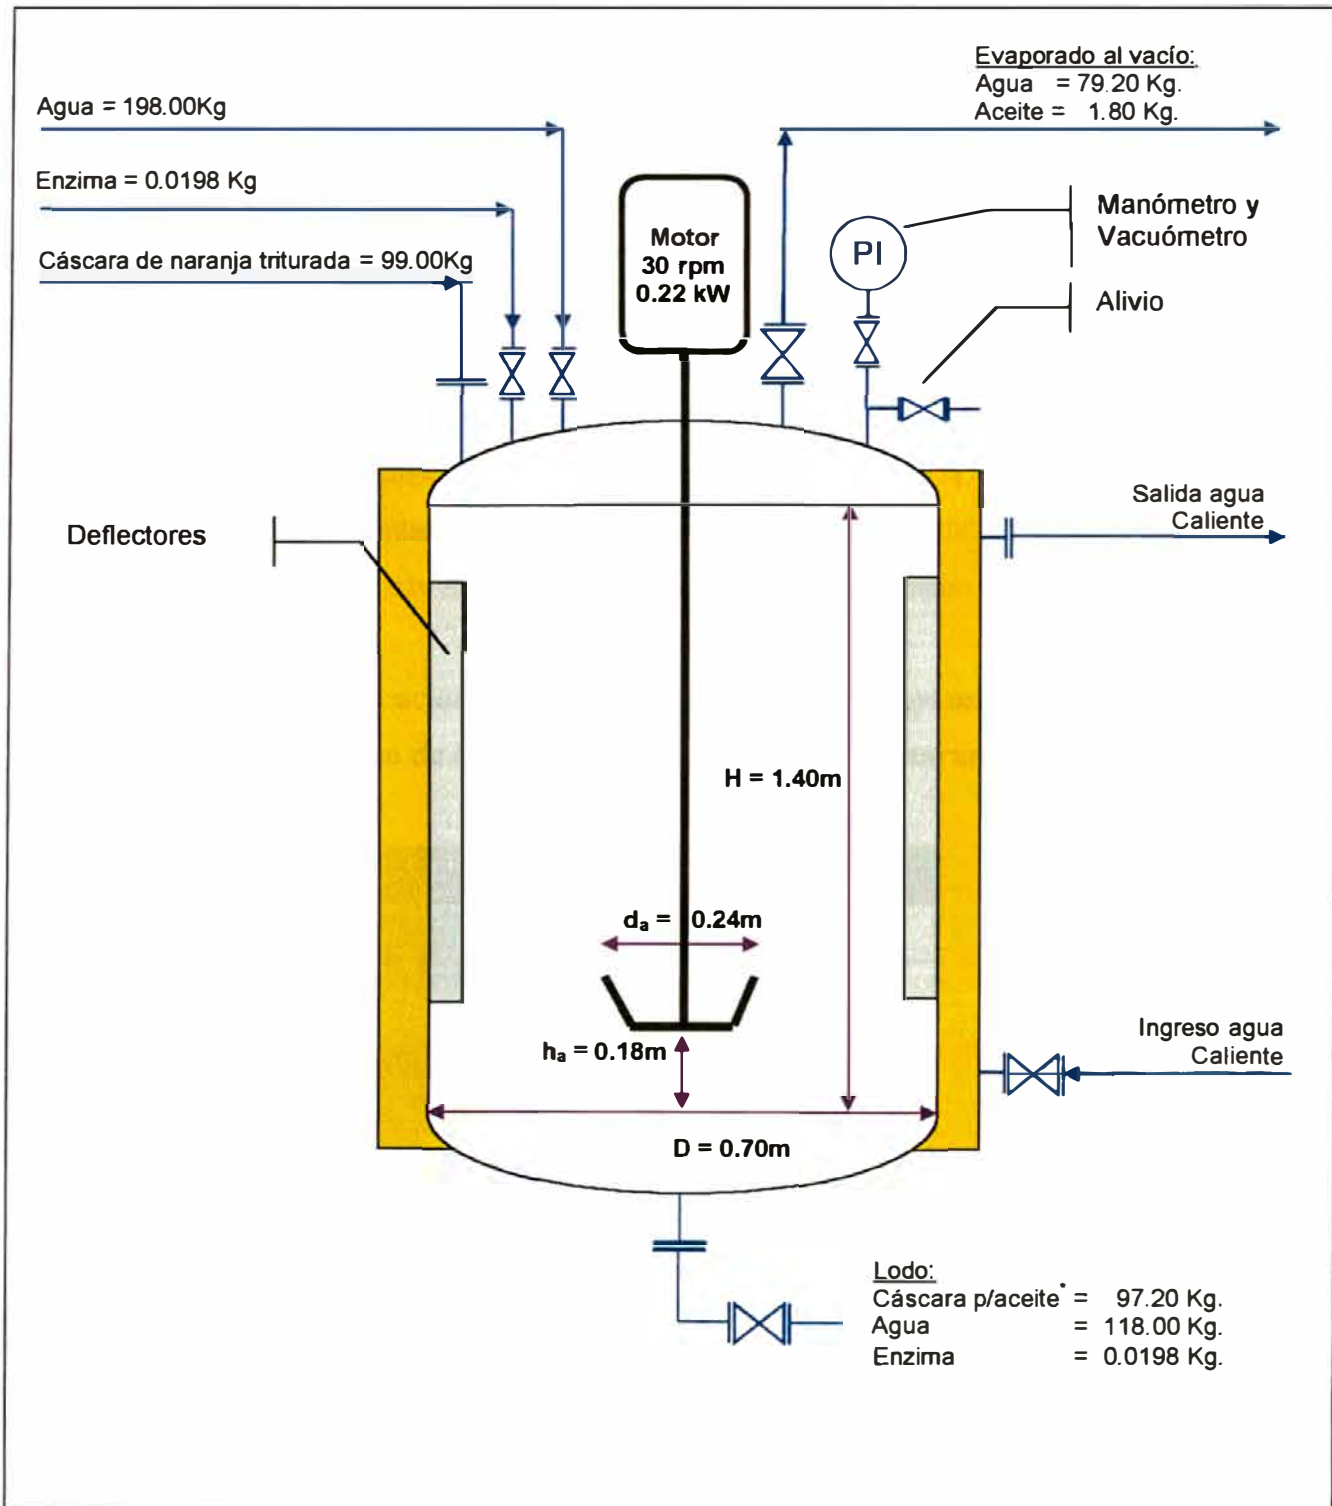 Evaporado al vacío:
Agua = 79.20 Kg.
Aceite = 1.80 Kg.
Agua = 198.00Kg
Enzima = 0.0198 Kg
Cáscara de naranja triturada = 99.00Kg
Motor
30 rpm
0.22 kW
PI
Manómetro y
Vacuómetro
Alivio
Salida agua
Caliente
Deflectores
H = 1.40m
dₐ = 0.24m
hₐ = 0.18m
Ingreso agua
Caliente
D = 0.70m
Lodo:
Cáscara p/aceite* = 97.20 Kg.
Agua = 118.00 Kg.
Enzima = 0.0198 Kg.